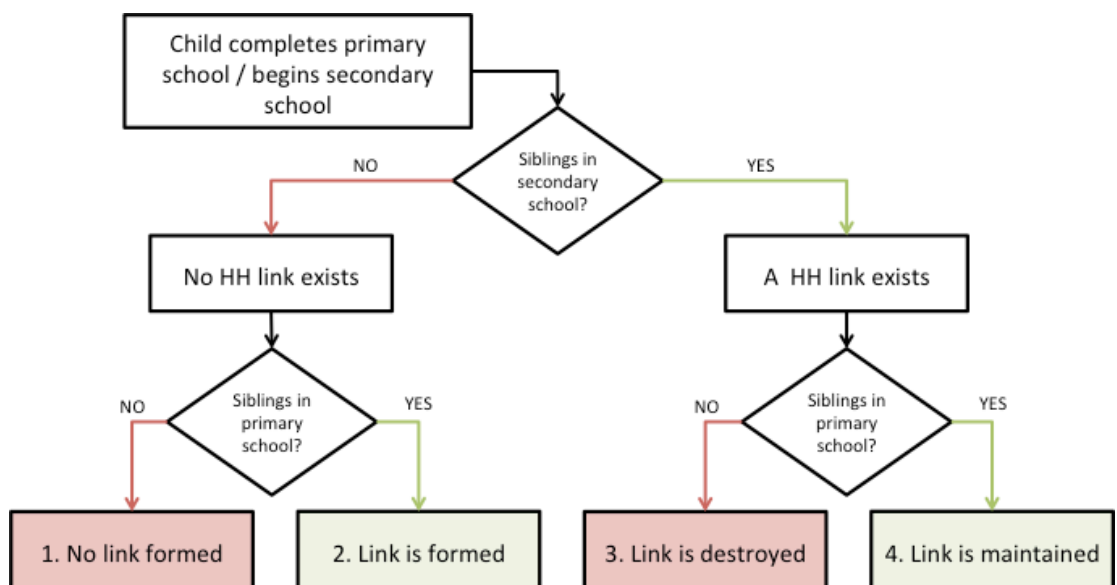 Child completes primary
school / begins secondary
school
NO
Siblings in
secondary
school?
YES
No HH link exists
A HH link exists
NO
Siblings in
primary
school?
YES
NO
Siblings in
primary
school?
YES
1. No link formed
2. Link is formed
3. Link is destroyed
4. Link is maintained